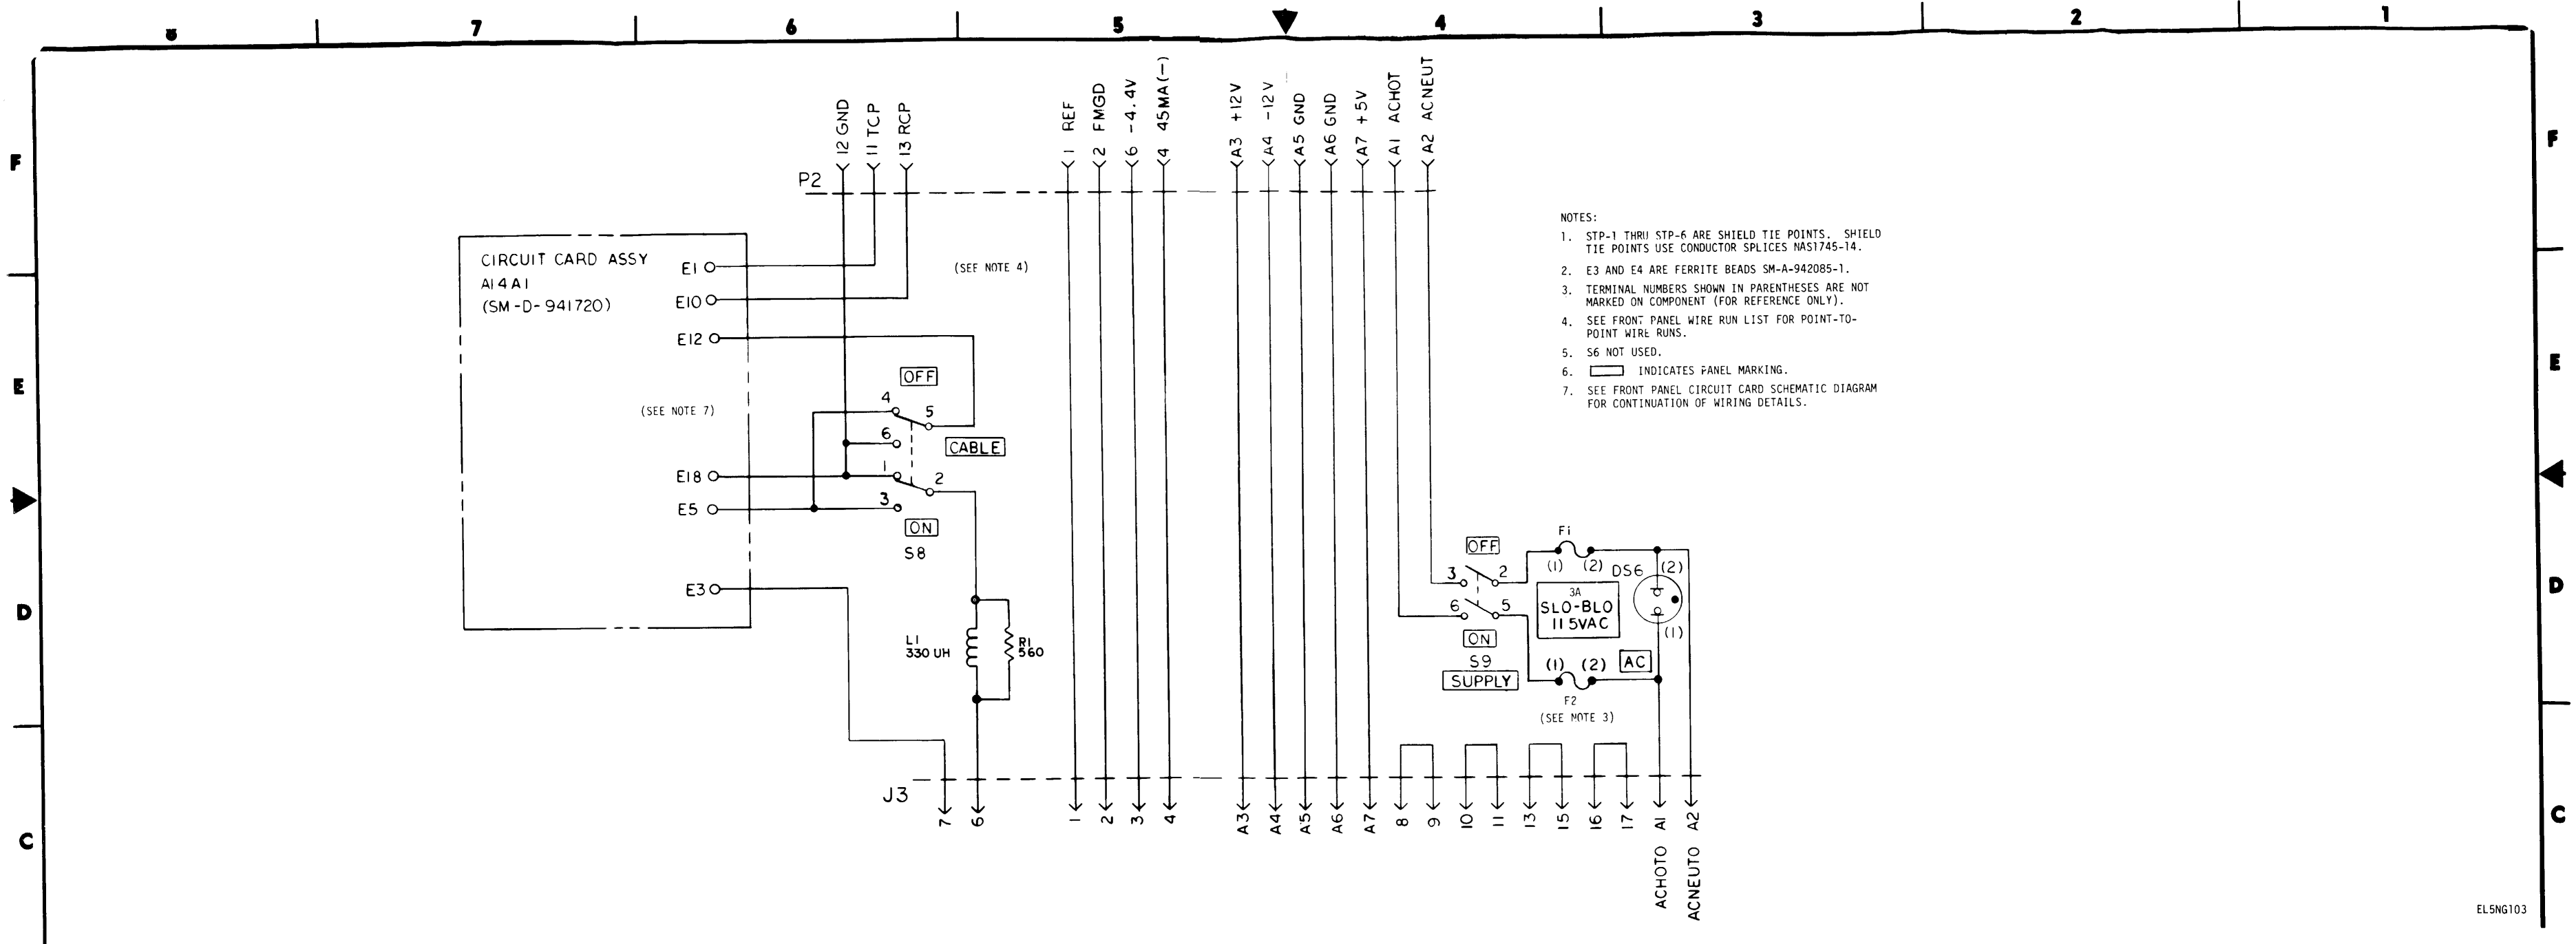 8 7 6 5 4 3 2 1
F
E
D
C
F
E
D
C
12 GND
11 TCP
13 RCP
1 REF
2 FMGD
6 -4.4V
4 45MA(-)
A3 +12V
A4 -12V
A5 GND
A6 GND
A7 +5V
A1 ACHOT
A2 ACNEUT
P2
CIRCUIT CARD ASSY
A14A1
(SM-D-941720)
E1
E10
E12
E18
E5
E3
(SEE NOTE 4)
(SEE NOTE 7)
OFF
4
5
6
CABLE
1
2
3
ON
S8
L1
330 UH
R1
560
NOTES:
1. STP-1 THRU STP-6 ARE SHIELD TIE POINTS. SHIELD
TIE POINTS USE CONDUCTOR SPLICES NAS1745-14.
2. E3 AND E4 ARE FERRITE BEADS SM-A-942085-1.
3. TERMINAL NUMBERS SHOWN IN PARENTHESES ARE NOT
MARKED ON COMPONENT (FOR REFERENCE ONLY).
4. SEE FRONT PANEL WIRE RUN LIST FOR POINT-TO-
POINT WIRE RUNS.
5. S6 NOT USED.
6. INDICATES PANEL MARKING.
7. SEE FRONT PANEL CIRCUIT CARD SCHEMATIC DIAGRAM
FOR CONTINUATION OF WIRING DETAILS.
OFF
3
2
6
5
ON
S9
SUPPLY
F1
(1) (2)
DS6
(2)
3A
SLO-BLO
115VAC
(1)
(1) (2)
AC
F2
(SEE NOTE 3)
J3
7
6
1
2
3
4
A3
A4
A5
A6
A7
8
9
10
11
13
15
16
17
A1 ACHOTO
A2 ACNEUTO
EL5NG103